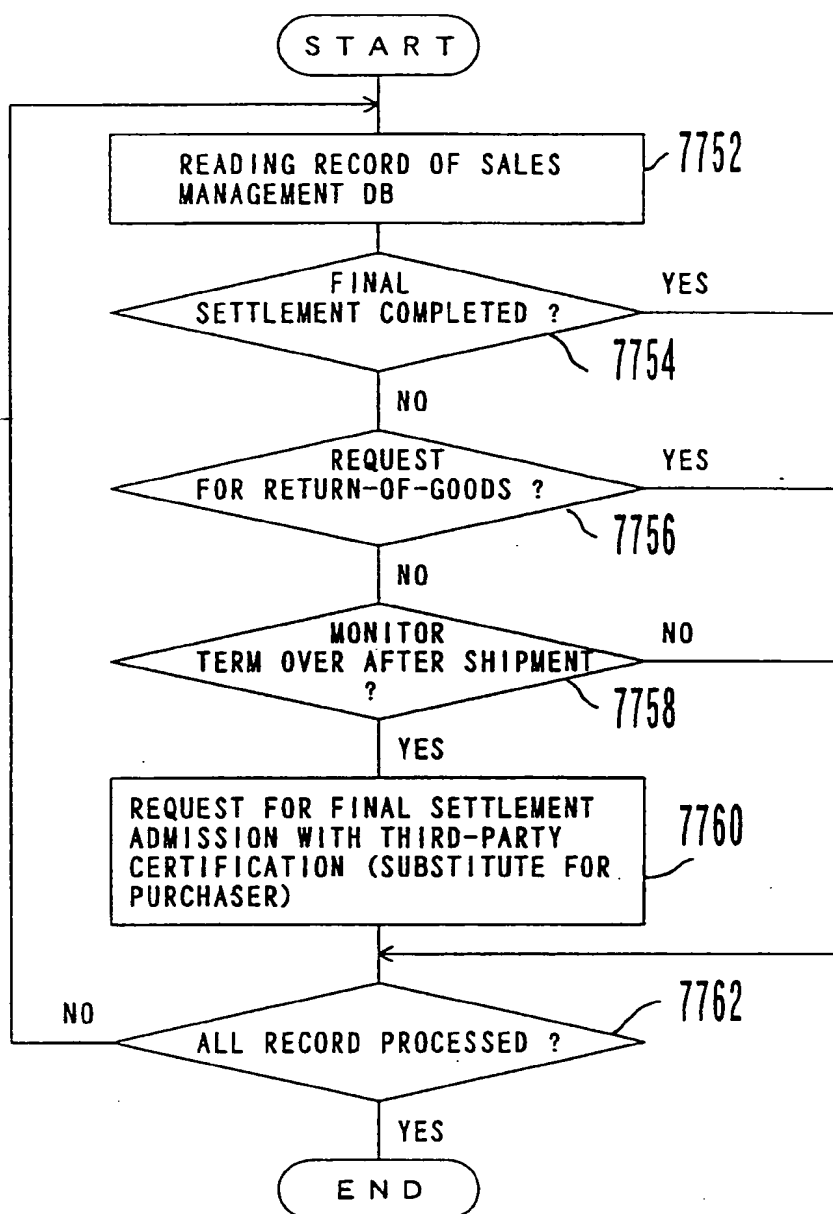 START
READING RECORD OF SALES
MANAGEMENT DB
7752
FINAL
SETTLEMENT COMPLETED ?
YES
7754
NO
REQUEST
FOR RETURN-OF-GOODS ?
YES
7756
NO
MONITOR
TERM OVER AFTER SHIPMENT
?
NO
7758
YES
REQUEST FOR FINAL SETTLEMENT
ADMISSION WITH THIRD-PARTY
CERTIFICATION (SUBSTITUTE FOR
PURCHASER)
7760
NO
ALL RECORD PROCESSED ?
7762
YES
END